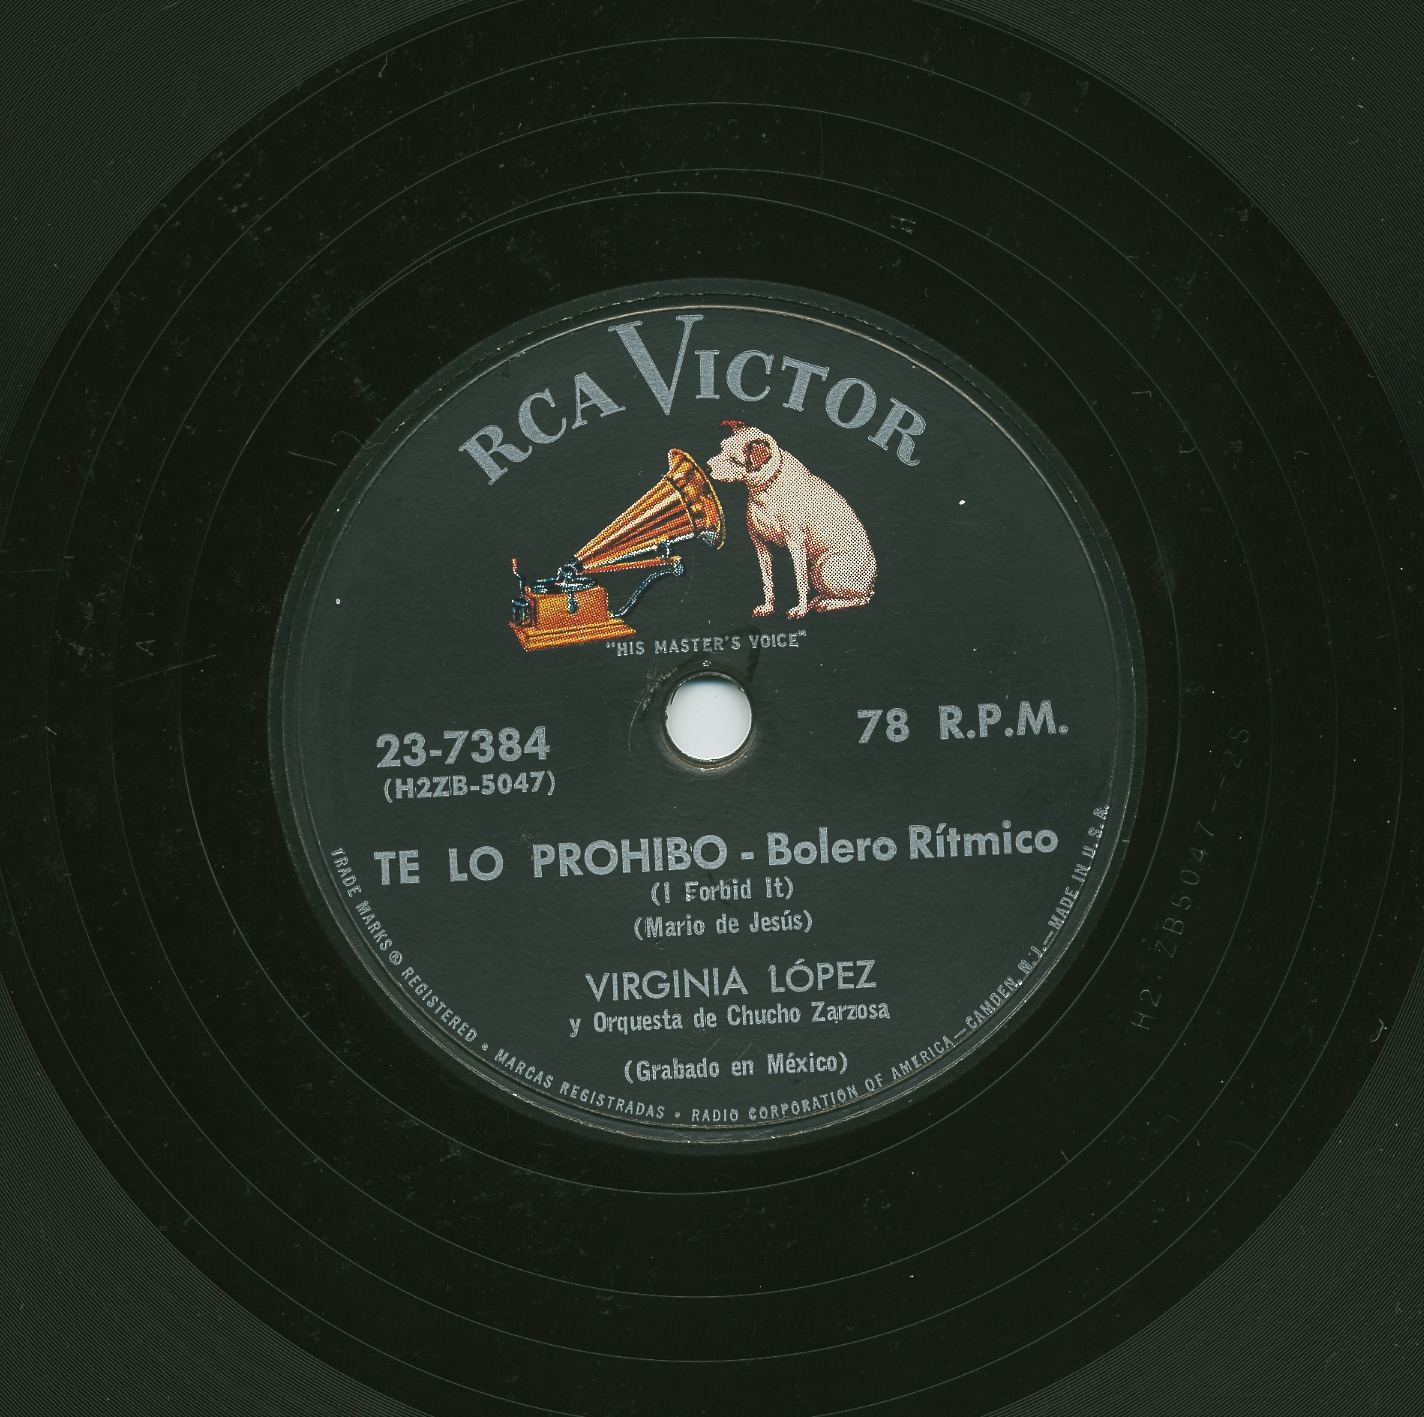 RCA VICTOR
"HIS MASTER'S VOICE"
23-7384
(H2ZB-5047)
78 R.P.M.
TE LO PROHIBO - Bolero Rítmico
(I Forbid It)
(Mario de Jesús)
VIRGINIA LÓPEZ
y Orquesta de Chucho Zarzosa
(Grabado en México)
TRADE MARKS ® REGISTERED • MARCAS REGISTRADAS • RADIO CORPORATION OF AMERICA—CAMDEN, N. J.—MADE IN U.S.A.
H2 ZB5047--2S
A
H